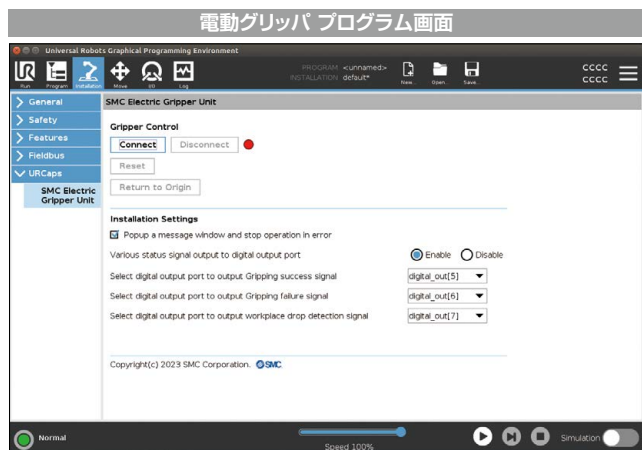 電動グリッパ プログラム画面
Universal Robots Graphical Programming Environment
PROGRAM <unnamed>
INSTALLATION default*
Run Program Installation Move I/O Log
New... Open... Save...
CCCC
CCCC
General
Safety
Features
Fieldbus
URCaps
SMC Electric
Gripper Unit
SMC Electric Gripper Unit
Gripper Control
Connect Disconnect
Reset
Return to Origin
Installation Settings
Popup a message window and stop operation in error
Various status signal output to digital output port Enable Disable
Select digital output port to output Gripping success signal digital_out[5]
Select digital output port to output Gripping failure signal digital_out[6]
Select digital output port to output workplace drop detection signal digital_out[7]
Copyright(c) 2023 SMC Corporation. SMC
Normal
Speed 100%
Simulation